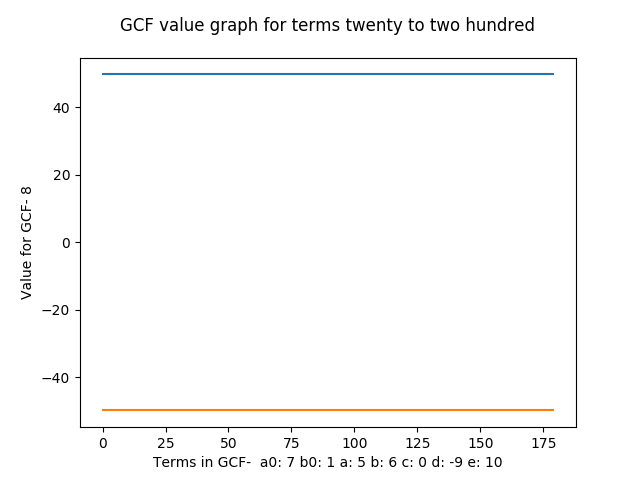 GCF value graph for terms twenty to two hundred
40
20
0
−20
−40
Value for GCF- 8
0 25 50 75 100 125 150 175
Terms in GCF-  a0: 7 b0: 1 a: 5 b: 6 c: 0 d: -9 e: 10